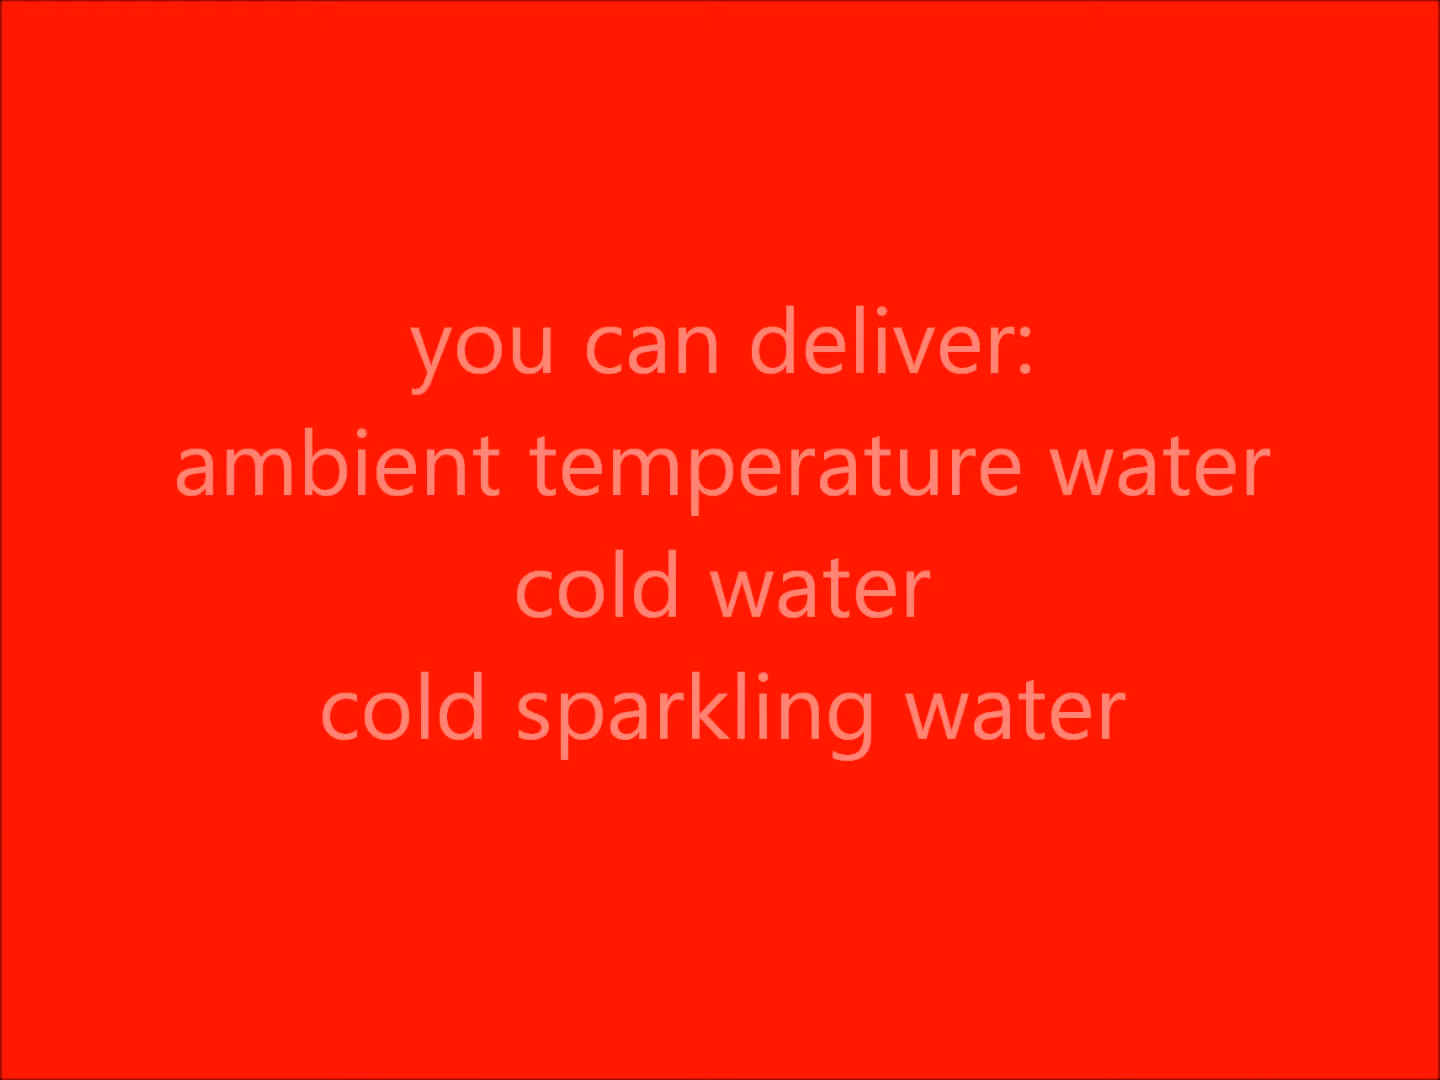 you can deliver:
ambient temperature water
cold water
cold sparkling water